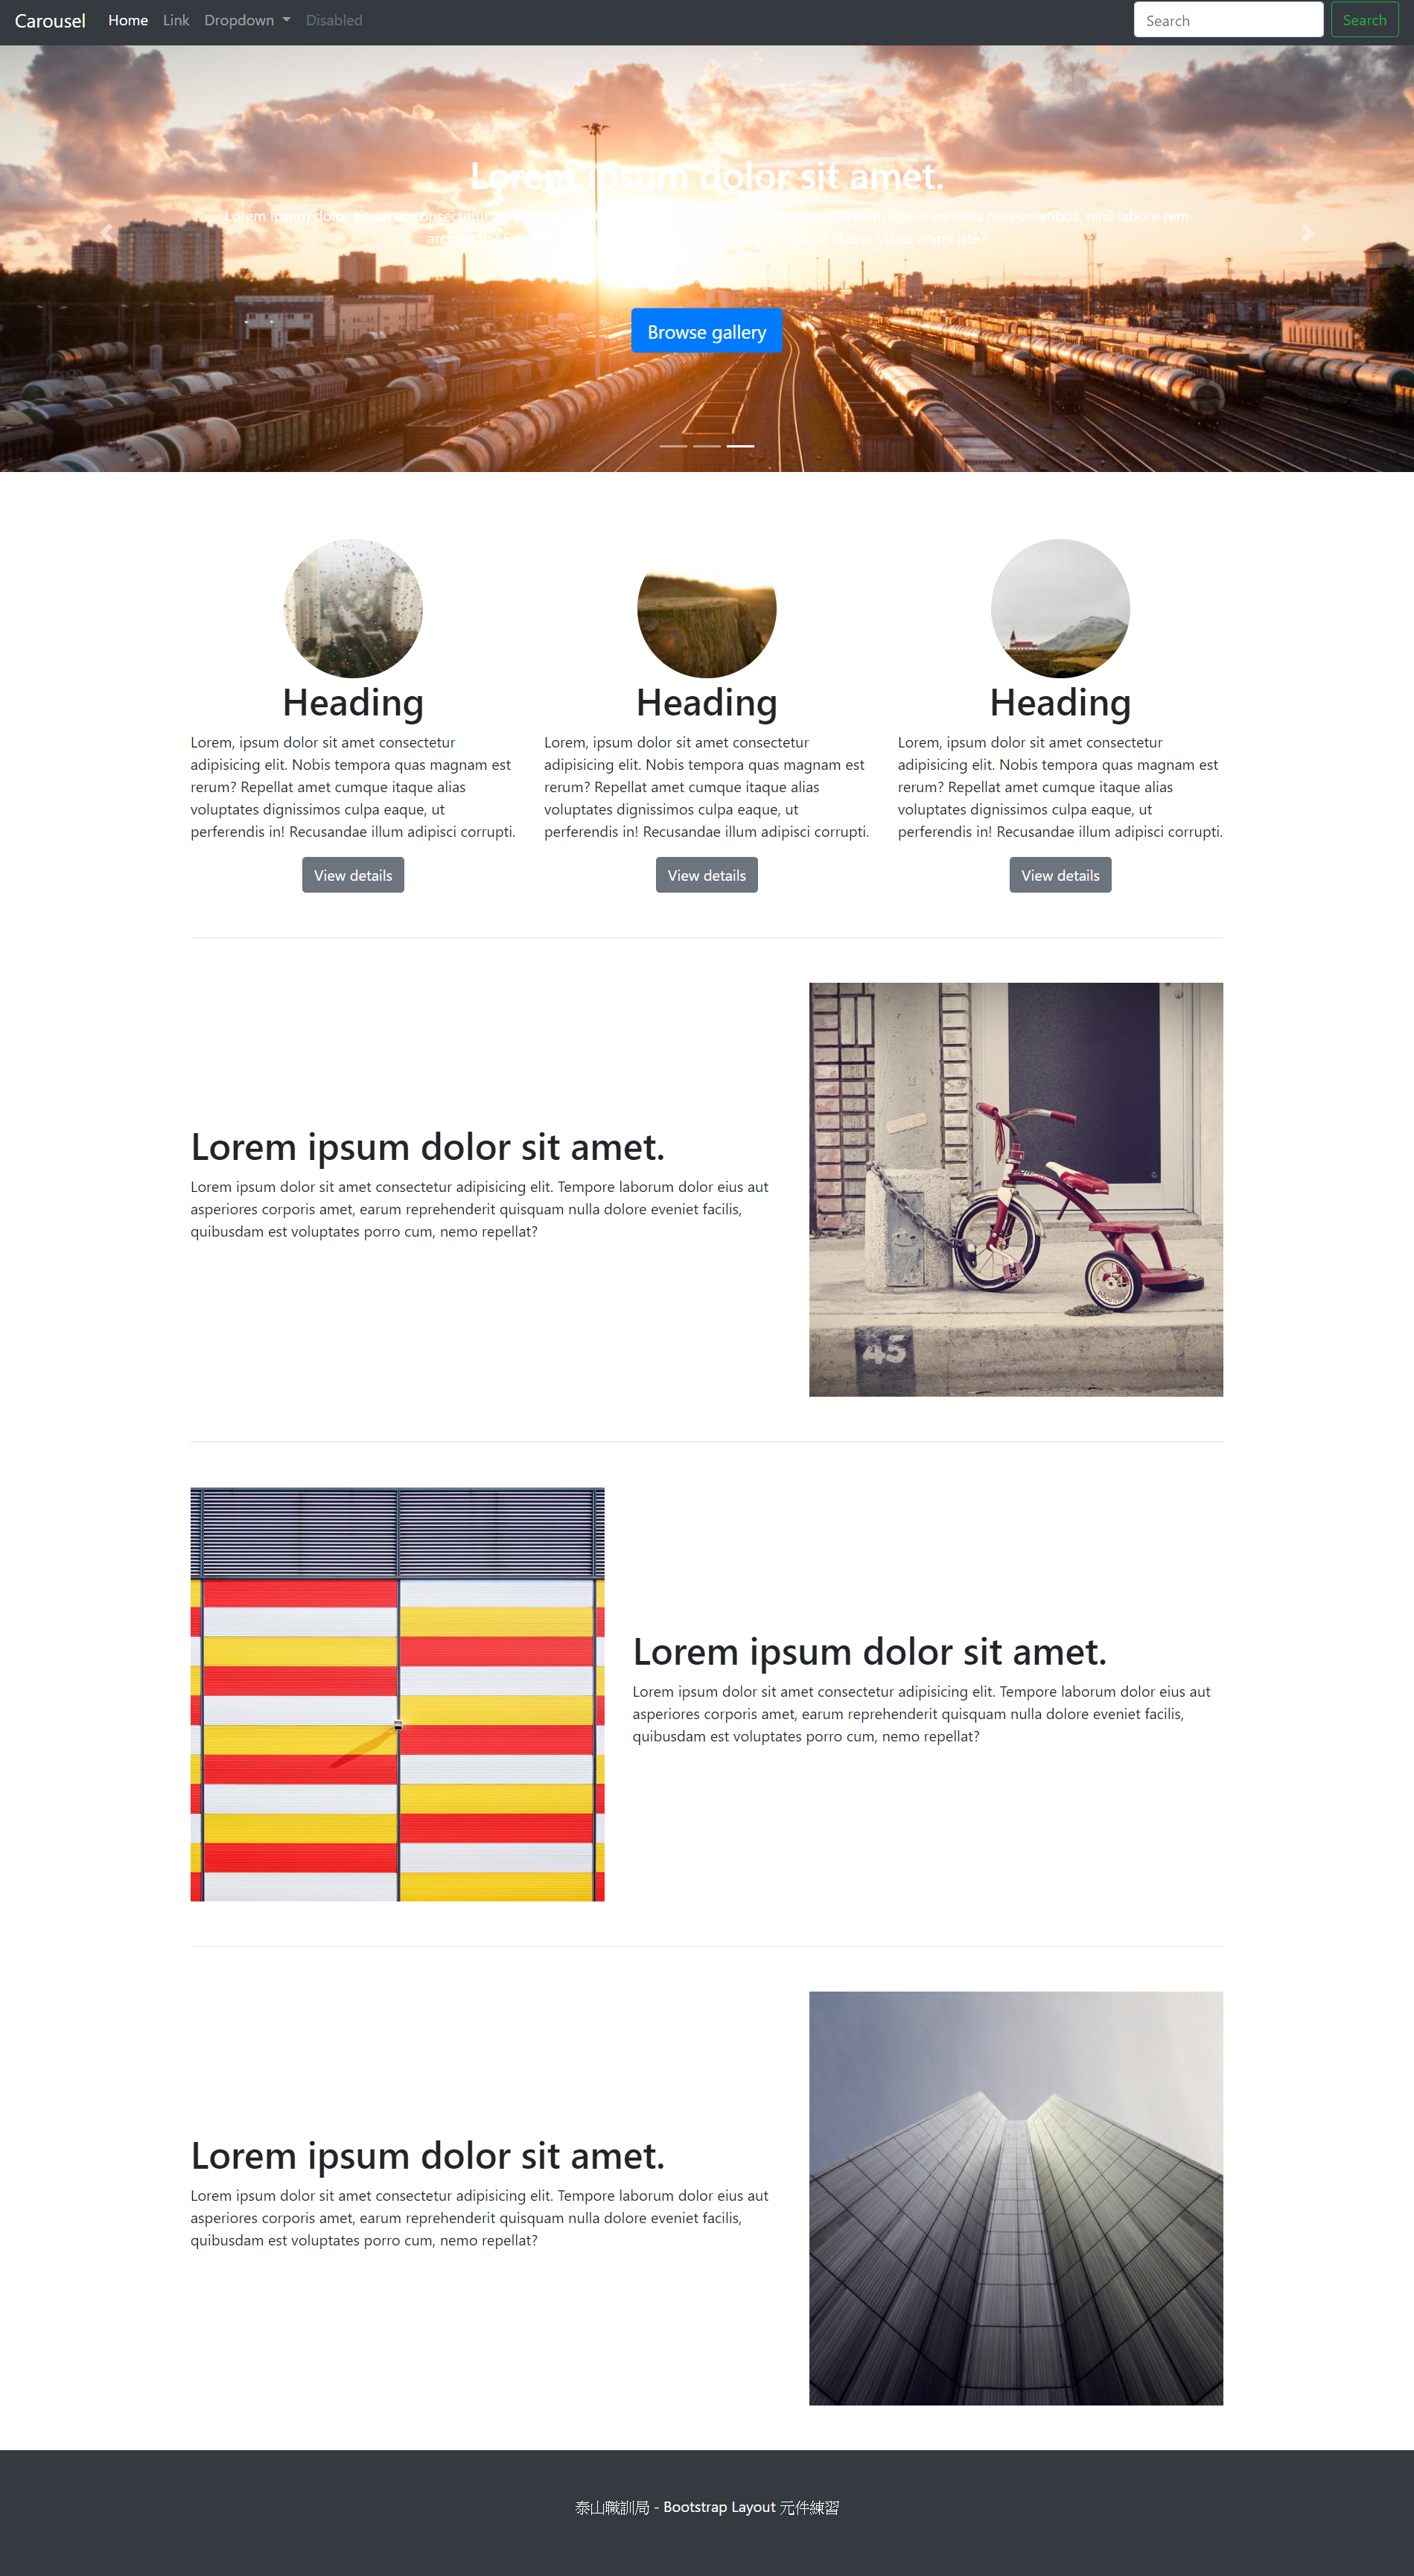 Carousel Home Link Dropdown Disabled Search Search
Lorem ipsum dolor sit amet.
Lorem ipsum dolor sit amet consectetur libero veritatis necessitatibus, nihil labore rem
ipsum libero. Vitae, animi iste?
Browse gallery
Heading Heading Heading
Lorem, ipsum dolor sit amet consectetur
adipisicing elit. Nobis tempora quas magnam est
rerum? Repellat amet cumque itaque alias
voluptates dignissimos culpa eaque, ut
perferendis in! Recusandae illum adipisci corrupti.
View details
Lorem, ipsum dolor sit amet consectetur
adipisicing elit. Nobis tempora quas magnam est
rerum? Repellat amet cumque itaque alias
voluptates dignissimos culpa eaque, ut
perferendis in! Recusandae illum adipisci corrupti.
View details
Lorem, ipsum dolor sit amet consectetur
adipisicing elit. Nobis tempora quas magnam est
rerum? Repellat amet cumque itaque alias
voluptates dignissimos culpa eaque, ut
perferendis in! Recusandae illum adipisci corrupti.
View details
Lorem ipsum dolor sit amet.
Lorem ipsum dolor sit amet consectetur adipisicing elit. Tempore laborum dolor eius aut
asperiores corporis amet, earum reprehenderit quisquam nulla dolore eveniet facilis,
quibusdam est voluptates porro cum, nemo repellat?
45
Lorem ipsum dolor sit amet.
Lorem ipsum dolor sit amet consectetur adipisicing elit. Tempore laborum dolor eius aut
asperiores corporis amet, earum reprehenderit quisquam nulla dolore eveniet facilis,
quibusdam est voluptates porro cum, nemo repellat?
Lorem ipsum dolor sit amet.
Lorem ipsum dolor sit amet consectetur adipisicing elit. Tempore laborum dolor eius aut
asperiores corporis amet, earum reprehenderit quisquam nulla dolore eveniet facilis,
quibusdam est voluptates porro cum, nemo repellat?
泰山職訓局 - Bootstrap Layout 元件練習